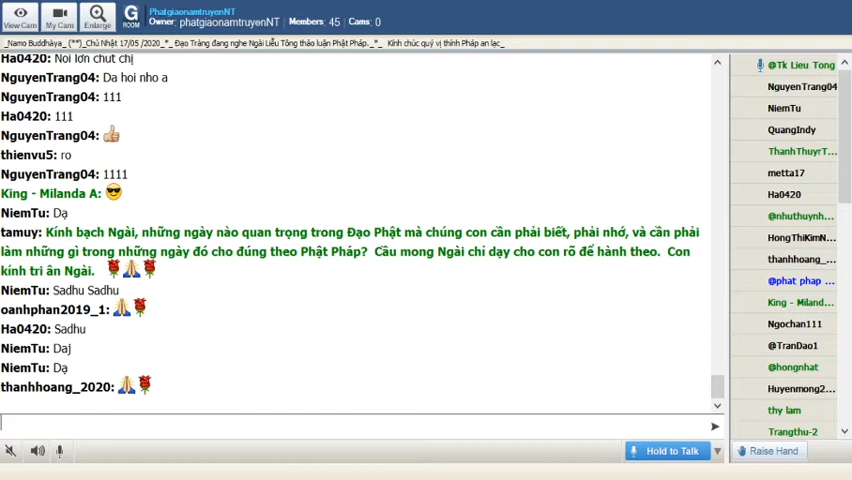 View Cam
My Cam
Enlarge
G
ROOM
PhatgiaonamtruyenNT
Owner: phatgiaonamtruyenNT | Members: 45 | Cams: 0
_Namo Buddhàya_ (**)_Chủ Nhật 17/05 /2020_*_ Đạo Tràng đang nghe Ngài Liễu Tông thảo luận Phật Pháp._*_ Kính chúc quý vị thính Pháp an lạc_
Ha0420: Noi lơn chut chị
NguyenTrang04: Da hoi nho a
NguyenTrang04: 111
Ha0420: 111
NguyenTrang04:
thienvu5: ro
NguyenTrang04: 1111
King - Milanda A:
NiemTu: Dạ
tamuy: Kính bạch Ngài, những ngày nào quan trọng trong Đạo Phật mà chúng con cần phải biết, phải nhớ, và cần phải
làm những gì trong những ngày đó cho đúng theo Phật Pháp? Cầu mong Ngài chỉ dạy cho con rõ để hành theo. Con
kính tri ân Ngài.
NiemTu: Sadhu Sadhu
oanhphan2019_1:
Ha0420: Sadhu
NiemTu: Daj
NiemTu: Dạ
thanhhoang_2020:
@Tk Lieu Tong
NguyenTrang04
NiemTu
QuangIndy
ThanhThuyrT...
metta17
Ha0420
@nhuthuynh...
HongThiKimN...
thanhhoang_...
@phat phap ...
King - Miland...
Ngochan111
@TranDao1
@hongnhat
Huyenmong2...
thy lam
Trangthu-2
Hold to Talk
Raise Hand